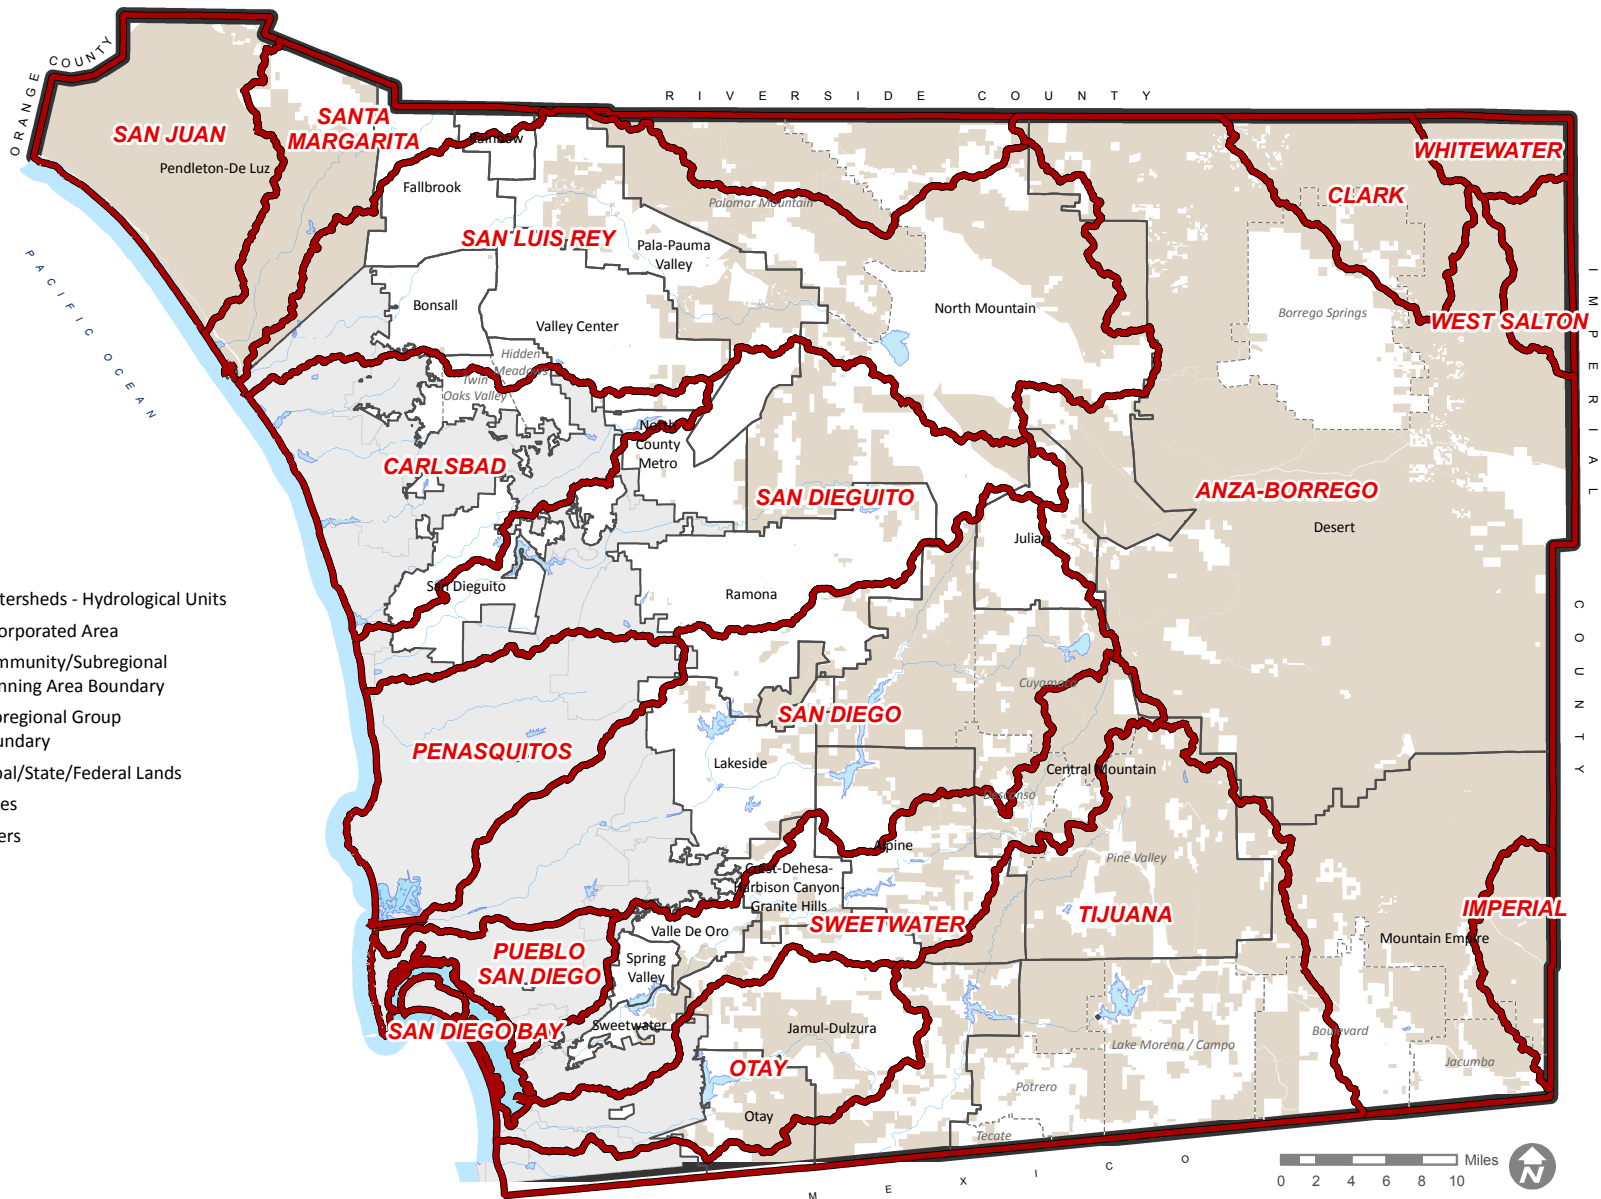 ORANGE COUNTY
RIVERSIDE COUNTY
SAN JUAN
SANTA
MARGARITA
WHITEWATER
Pendleton-De Luz
Rainbow
CLARK
Fallbrook
Palomar Mountain
SAN LUIS REY
Pala-Pauma
Valley
PACIFIC OCEAN
IMPERIAL
Bonsall
North Mountain
Borrego Springs
Valley Center
WEST SALTON
Hidden
Meadows
Twin
Oaks Valley
North
County
Metro
CARLSBAD
SAN DIEGUITO
ANZA-BORREGO
Desert
Julian
San Dieguito
Ramona
tersheds - Hydrological Units
orporated Area
mmunity/Subregional
nning Area Boundary
bregional Group
undary
bal/State/Federal Lands
es
ers
COUNTY
Cuyamaca
SAN DIEGO
PENASQUITOS
Lakeside
Central Mountain
Descanso
Alpine
Pine Valley
Crest-Dehesa-
Harbison Canyon-
Granite Hills
SWEETWATER
TIJUANA
IMPERIAL
Valle De Oro
Mountain Empire
PUEBLO
SAN DIEGO
Spring
Valley
SAN DIEGO BAY
Sweetwater
Jamul-Dulzura
Boulevard
Lake Morena / Campo
Jacumba
OTAY
Potrero
Otay
Tecate
MEXICO
Miles
0 2 4 6 8 10
N